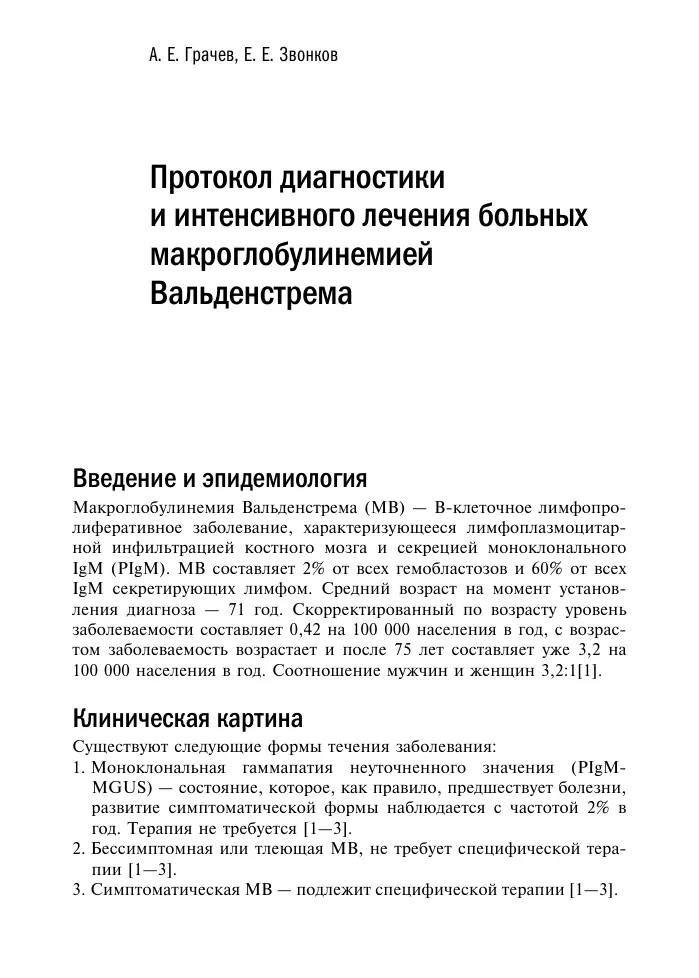 А. Е. Грачев, Е. Е. Звонков
Протокол диагностики
и интенсивного лечения больных
макроглобулинемией
Вальденстрема
Введение и эпидемиология
Макроглобулинемия Вальденстрема (МВ) — В-клеточное лимфопро-
лиферативное заболевание, характеризующееся лимфоплазмоцитар-
ной инфильтрацией костного мозга и секрецией моноклонального
IgM (PIgM). МВ составляет 2% от всех гемобластозов и 60% от всех
IgM секретирующих лимфом. Средний возраст на момент установ-
ления диагноза — 71 год. Скорректированный по возрасту уровень
заболеваемости составляет 0,42 на 100 000 населения в год, с возрас-
том заболеваемость возрастает и после 75 лет составляет уже 3,2 на
100 000 населения в год. Соотношение мужчин и женщин 3,2:1[1].
Клиническая картина
Существуют следующие формы течения заболевания:
1. Моноклональная гаммапатия неуточненного значения (PIgM-
MGUS) — состояние, которое, как правило, предшествует болезни,
развитие симптоматической формы наблюдается с частотой 2% в
год. Терапия не требуется [1—3].
2. Бессимптомная или тлеющая МВ, не требует специфической тера-
пии [1—3].
3. Симптоматическая МВ — подлежит специфической терапии [1—3].